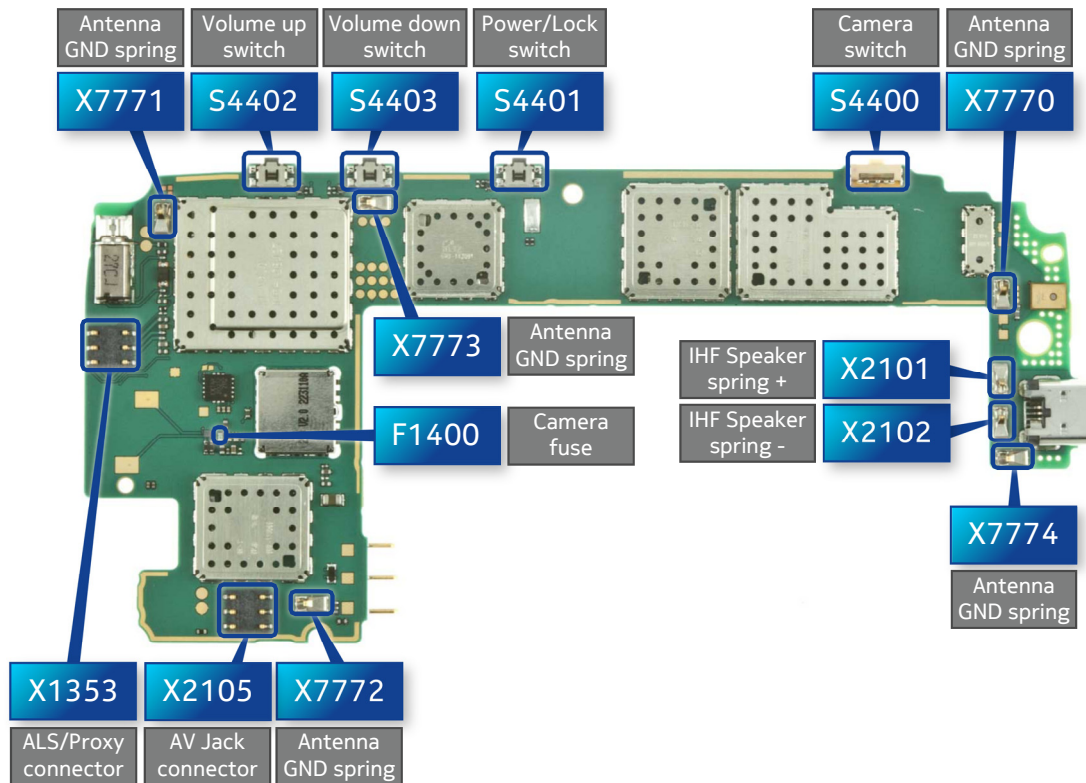 Antenna
GND spring
X7771
Volume up
switch
S4402
Volume down
switch
S4403
Power/Lock
switch
S4401
Camera
switch
S4400
Antenna
GND spring
X7770
X7773
Antenna
GND spring
IHF Speaker
spring +
X2101
IHF Speaker
spring -
X2102
F1400
Camera
fuse
X7774
Antenna
GND spring
X1353
ALS/Proxy
connector
X2105
AV Jack
connector
X7772
Antenna
GND spring